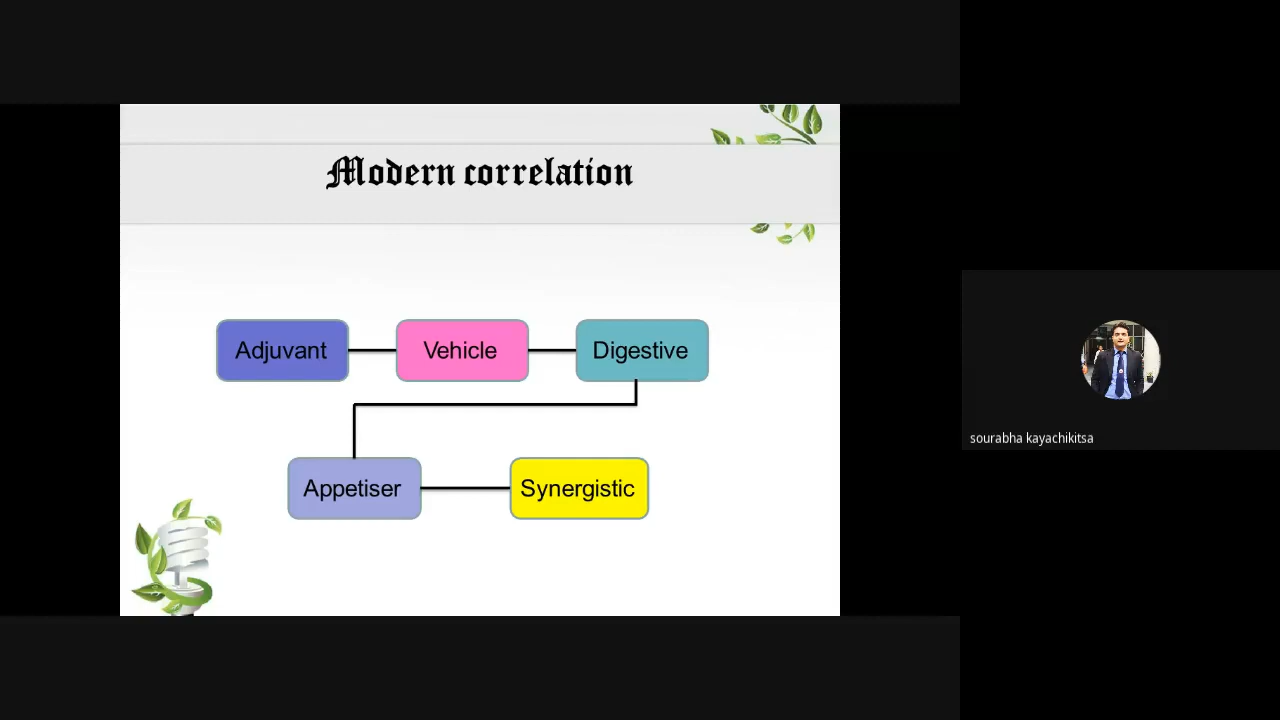 Modern correlation
Adjuvant
Vehicle
Digestive
Appetiser
Synergistic
sourabha kayachikitsa